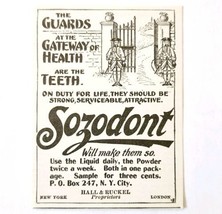 THE
GUARDS
AT THE
GATEWAY OF
HEALTH
ARE THE
TEETH.
ON DUTY FOR LIFE, THEY SHOULD BE
STRONG, SERVICEABLE, ATTRACTIVE.
Sozodont
Will make them so.
Use the Liquid daily, the Powder
twice a week. Both in one pack-
age. Sample for three cents.
P. O. Box 247, N. Y. City.
HALL & RUCKEL
NEW YORK Proprietors LONDON